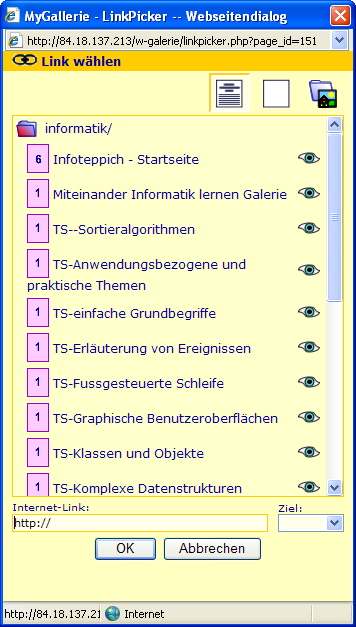 MyGallerie - LinkPicker -- Webseitendialog
http://84.18.137.213/w-galerie/linkpicker.php?page_id=151
Link wählen
informatik/
6 Infoteppich - Startseite
1 Miteinander Informatik lernen Galerie
1 TS--Sortieralgorithmen
1 TS-Anwendungsbezogene und
praktische Themen
1 TS-einfache Grundbegriffe
1 TS-Erläuterung von Ereignissen
1 TS-Fussgesteuerte Schleife
1 TS-Graphische Benutzeroberflächen
1 TS-Klassen und Objekte
1 TS-Komplexe Datenstrukturen
Internet-Link: Ziel:
http://
OK Abbrechen
http://84.18.137.21 Internet